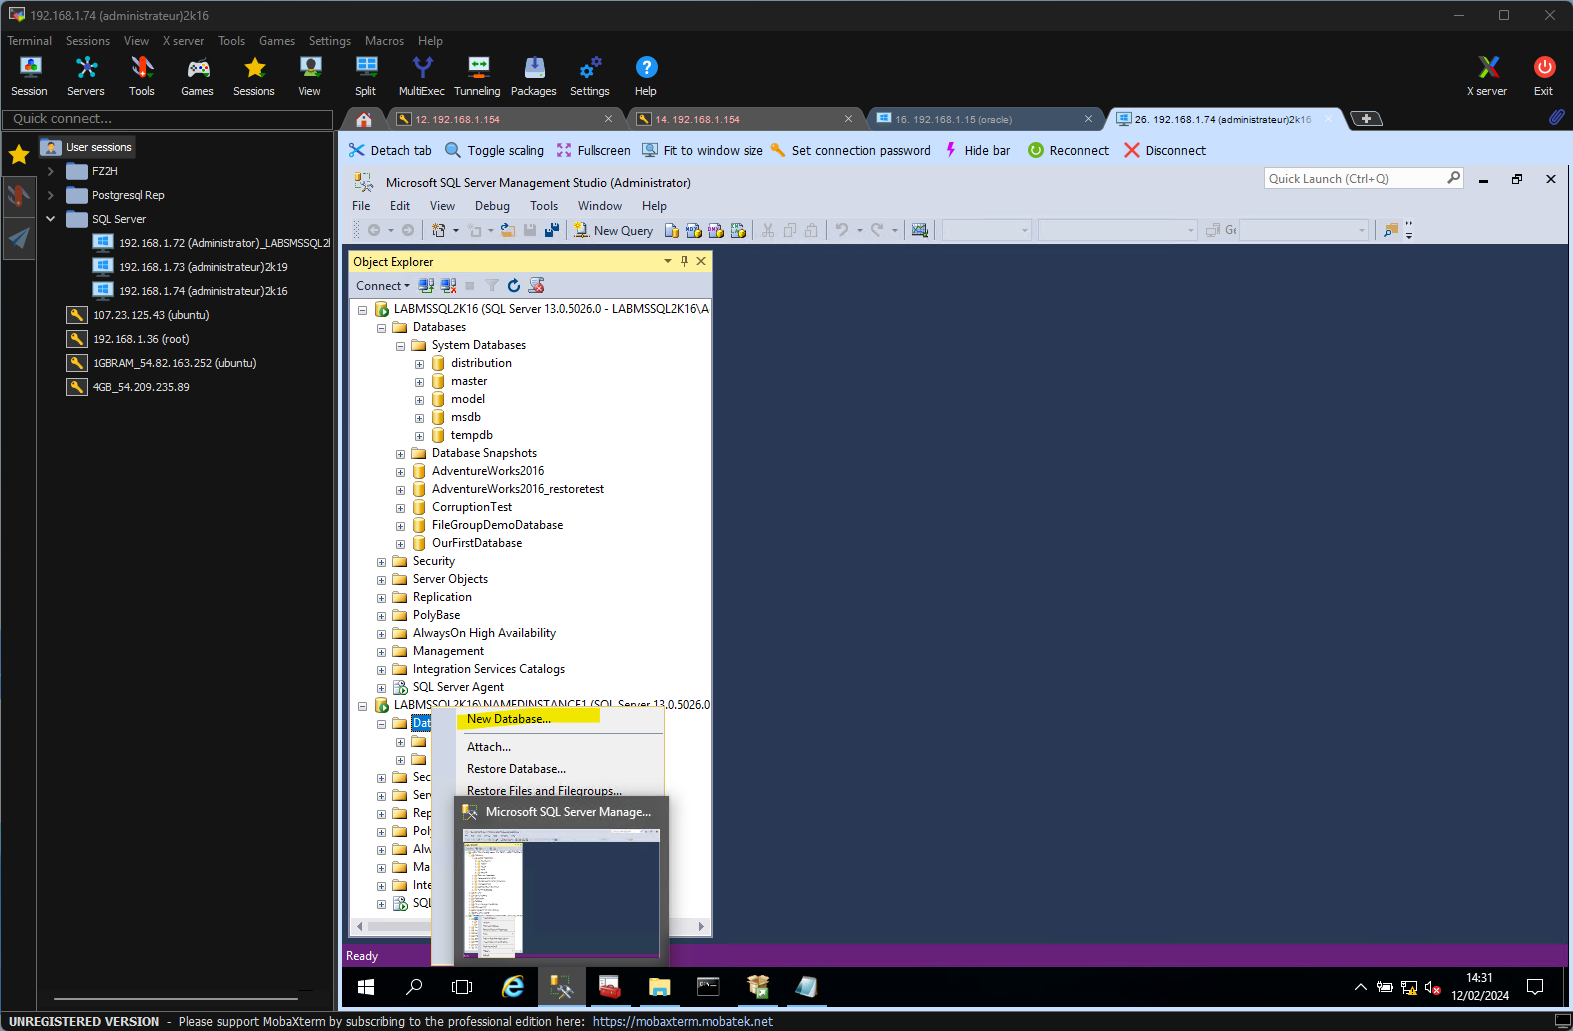 192.168.1.74 (administrateur)2k16
Terminal Sessions View X server Tools Games Settings Macros Help
Session Servers Tools Games Sessions View Split MultiExec Tunneling Packages Settings Help X server Exit
Quick connect...
12. 192.168.1.154
14. 192.168.1.154
16. 192.168.1.15 (oracle)
26. 192.168.1.74 (administrateur)2k16
User sessions
FZ2H
Postgresql Rep
SQL Server
192.168.1.72 (Administrator)_LABSMSSQL2
192.168.1.73 (administrateur)2k19
192.168.1.74 (administrateur)2k16
107.23.125.43 (ubuntu)
192.168.1.36 (root)
1GBRAM_54.82.163.252 (ubuntu)
4GB_54.209.235.89
Detach tab Toggle scaling Fullscreen Fit to window size Set connection password Hide bar Reconnect Disconnect
Microsoft SQL Server Management Studio (Administrator)
Quick Launch (Ctrl+Q)
File Edit View Debug Tools Window Help
New Query
Ge
Object Explorer
Connect
LABMSSQL2K16 (SQL Server 13.0.5026.0 - LABMSSQL2K16\A
Databases
System Databases
distribution
master
model
msdb
tempdb
Database Snapshots
AdventureWorks2016
AdventureWorks2016_restoretest
CorruptionTest
FileGroupDemoDatabase
OurFirstDatabase
Security
Server Objects
Replication
PolyBase
AlwaysOn High Availability
Management
Integration Services Catalogs
SQL Server Agent
LABMSSQL2K16\NAMEDINSTANCE1 (SQL Server 13.0.5026.0
Dat
Sec
Serv
Rep
Poly
Alw
Ma
Inte
SQL
New Database...
Attach...
Restore Database...
Restore Files and Filegroups...
Microsoft SQL Server Manage...
Ready
14:31
12/02/2024
UNREGISTERED VERSION - Please support MobaXterm by subscribing to the professional edition here: https://mobaxterm.mobatek.net